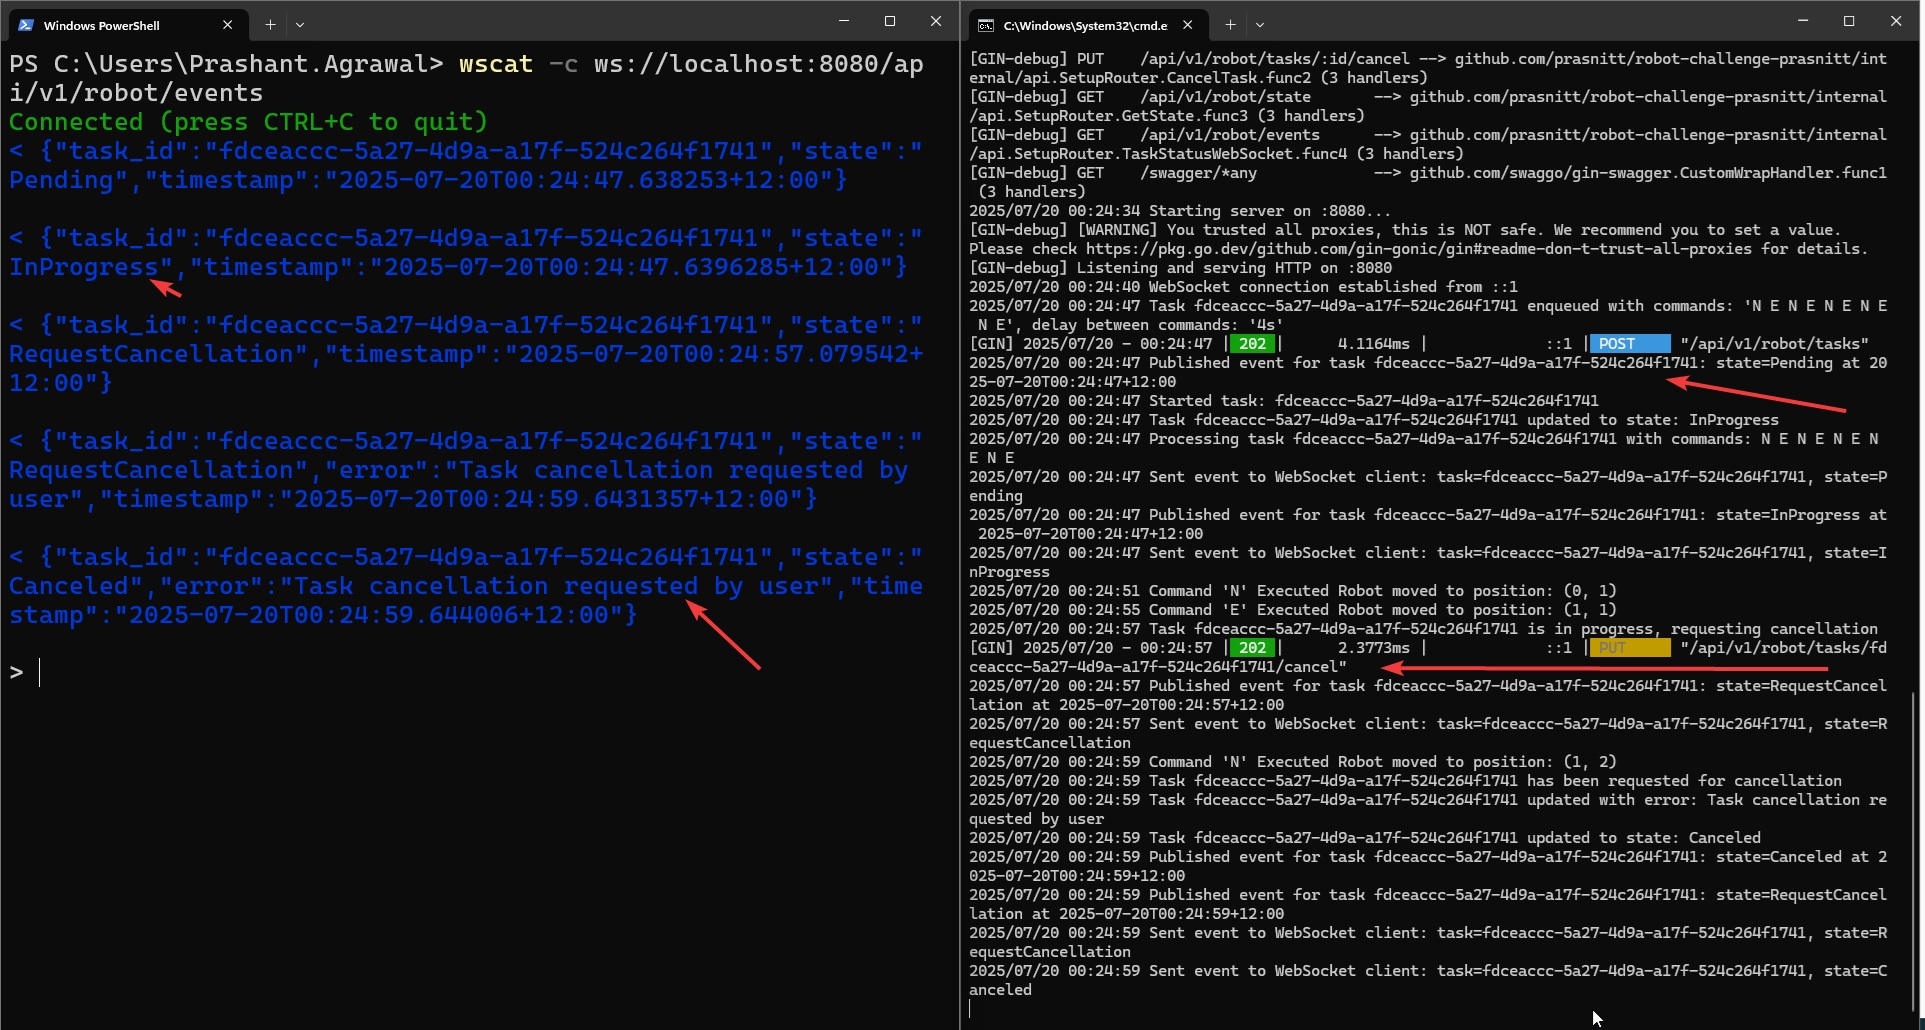 Windows PowerShell
PS C:\Users\Prashant.Agrawal> wscat -c ws://localhost:8080/ap
i/v1/robot/events
Connected (press CTRL+C to quit)
< {"task_id":"fdceaccc-5a27-4d9a-a17f-524c264f1741","state":"
Pending","timestamp":"2025-07-20T00:24:47.638253+12:00"}
< {"task_id":"fdceaccc-5a27-4d9a-a17f-524c264f1741","state":"
InProgress","timestamp":"2025-07-20T00:24:47.6396285+12:00"}
< {"task_id":"fdceaccc-5a27-4d9a-a17f-524c264f1741","state":"
RequestCancellation","timestamp":"2025-07-20T00:24:57.079542+
12:00"}
< {"task_id":"fdceaccc-5a27-4d9a-a17f-524c264f1741","state":"
RequestCancellation","error":"Task cancellation requested by
user","timestamp":"2025-07-20T00:24:59.6431357+12:00"}
< {"task_id":"fdceaccc-5a27-4d9a-a17f-524c264f1741","state":"
Canceled","error":"Task cancellation requested by user","time
stamp":"2025-07-20T00:24:59.644006+12:00"}
>
C:\Windows\System32\cmd.e
[GIN-debug] PUT    /api/v1/robot/tasks/:id/cancel --> github.com/prasnitt/robot-challenge-prasnitt/int
ernal/api.SetupRouter.CancelTask.func2 (3 handlers)
[GIN-debug] GET    /api/v1/robot/state       --> github.com/prasnitt/robot-challenge-prasnitt/internal
/api.SetupRouter.GetState.func3 (3 handlers)
[GIN-debug] GET    /api/v1/robot/events      --> github.com/prasnitt/robot-challenge-prasnitt/internal
/api.SetupRouter.TaskStatusWebSocket.func4 (3 handlers)
[GIN-debug] GET    /swagger/*any             --> github.com/swaggo/gin-swagger.CustomWrapHandler.func1
 (3 handlers)
2025/07/20 00:24:34 Starting server on :8080...
[GIN-debug] [WARNING] You trusted all proxies, this is NOT safe. We recommend you to set a value.
Please check https://pkg.go.dev/github.com/gin-gonic/gin#readme-don-t-trust-all-proxies for details.
[GIN-debug] Listening and serving HTTP on :8080
2025/07/20 00:24:40 WebSocket connection established from ::1
2025/07/20 00:24:47 Task fdceaccc-5a27-4d9a-a17f-524c264f1741 enqueued with commands: 'N E N E N E N E
 N E', delay between commands: '4s'
[GIN] 2025/07/20 - 00:24:47 | 202 |      4.1164ms |             ::1 | POST     "/api/v1/robot/tasks"
2025/07/20 00:24:47 Published event for task fdceaccc-5a27-4d9a-a17f-524c264f1741: state=Pending at 20
25-07-20T00:24:47+12:00
2025/07/20 00:24:47 Started task: fdceaccc-5a27-4d9a-a17f-524c264f1741
2025/07/20 00:24:47 Task fdceaccc-5a27-4d9a-a17f-524c264f1741 updated to state: InProgress
2025/07/20 00:24:47 Processing task fdceaccc-5a27-4d9a-a17f-524c264f1741 with commands: N E N E N E N
E N E
2025/07/20 00:24:47 Sent event to WebSocket client: task=fdceaccc-5a27-4d9a-a17f-524c264f1741, state=P
ending
2025/07/20 00:24:47 Published event for task fdceaccc-5a27-4d9a-a17f-524c264f1741: state=InProgress at
 2025-07-20T00:24:47+12:00
2025/07/20 00:24:47 Sent event to WebSocket client: task=fdceaccc-5a27-4d9a-a17f-524c264f1741, state=I
nProgress
2025/07/20 00:24:51 Command 'N' Executed Robot moved to position: (0, 1)
2025/07/20 00:24:55 Command 'E' Executed Robot moved to position: (1, 1)
2025/07/20 00:24:57 Task fdceaccc-5a27-4d9a-a17f-524c264f1741 is in progress, requesting cancellation
[GIN] 2025/07/20 - 00:24:57 | 202 |      2.3773ms |             ::1 | PUT      "/api/v1/robot/tasks/fd
ceaccc-5a27-4d9a-a17f-524c264f1741/cancel"
2025/07/20 00:24:57 Published event for task fdceaccc-5a27-4d9a-a17f-524c264f1741: state=RequestCancel
lation at 2025-07-20T00:24:57+12:00
2025/07/20 00:24:57 Sent event to WebSocket client: task=fdceaccc-5a27-4d9a-a17f-524c264f1741, state=R
equestCancellation
2025/07/20 00:24:59 Command 'N' Executed Robot moved to position: (1, 2)
2025/07/20 00:24:59 Task fdceaccc-5a27-4d9a-a17f-524c264f1741 has been requested for cancellation
2025/07/20 00:24:59 Task fdceaccc-5a27-4d9a-a17f-524c264f1741 updated with error: Task cancellation re
quested by user
2025/07/20 00:24:59 Task fdceaccc-5a27-4d9a-a17f-524c264f1741 updated to state: Canceled
2025/07/20 00:24:59 Published event for task fdceaccc-5a27-4d9a-a17f-524c264f1741: state=Canceled at 2
025-07-20T00:24:59+12:00
2025/07/20 00:24:59 Published event for task fdceaccc-5a27-4d9a-a17f-524c264f1741: state=RequestCancel
lation at 2025-07-20T00:24:59+12:00
2025/07/20 00:24:59 Sent event to WebSocket client: task=fdceaccc-5a27-4d9a-a17f-524c264f1741, state=R
equestCancellation
2025/07/20 00:24:59 Sent event to WebSocket client: task=fdceaccc-5a27-4d9a-a17f-524c264f1741, state=C
anceled